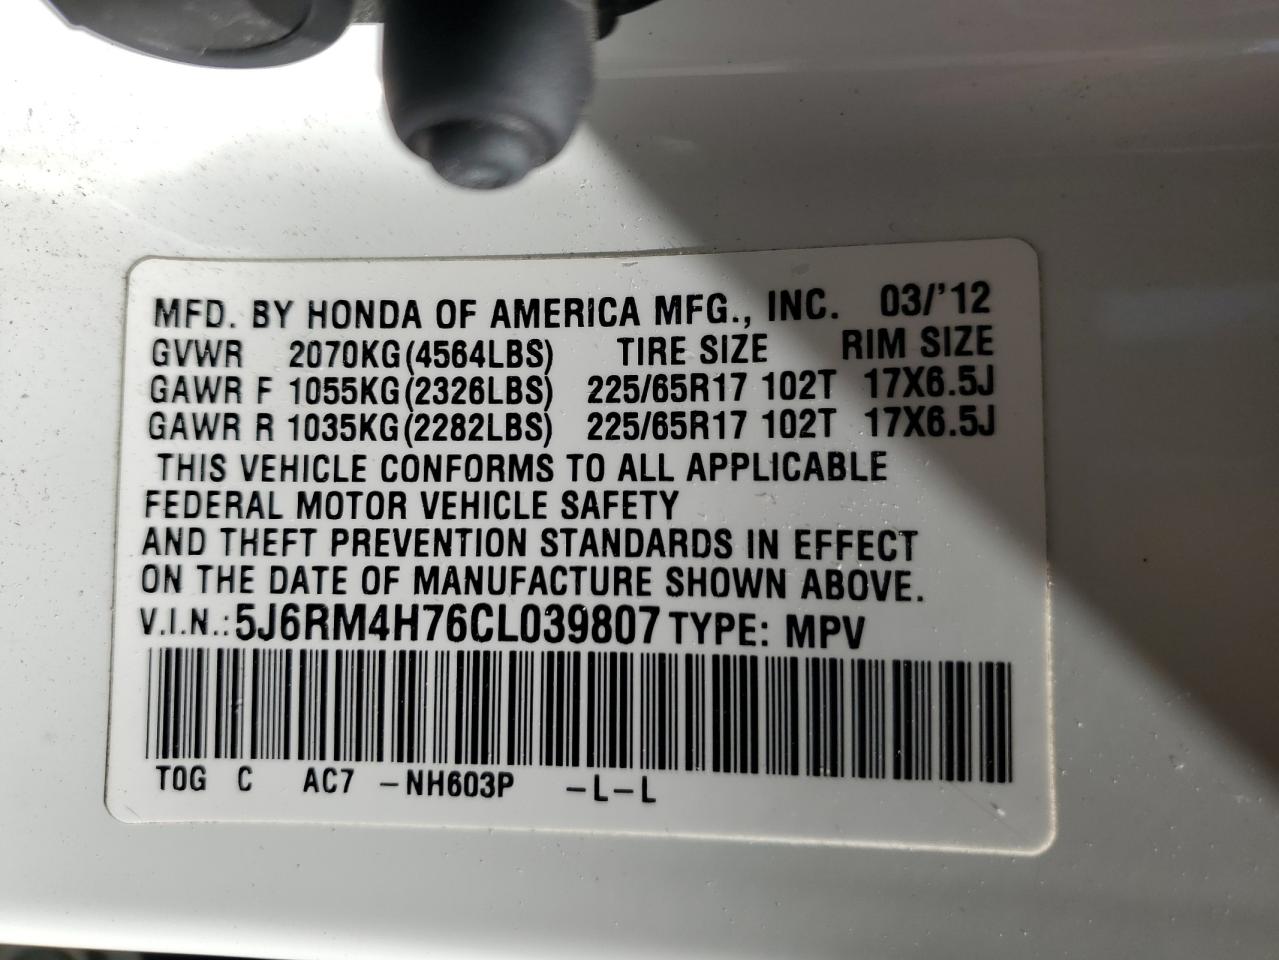 MFD. BY HONDA OF AMERICA MFG., INC. 03/'12
GVWR 2070KG(4564LBS) TIRE SIZE RIM SIZE
GAWR F 1055KG(2326LBS) 225/65R17 102T 17X6.5J
GAWR R 1035KG(2282LBS) 225/65R17 102T 17X6.5J
THIS VEHICLE CONFORMS TO ALL APPLICABLE
FEDERAL MOTOR VEHICLE SAFETY
AND THEFT PREVENTION STANDARDS IN EFFECT
ON THE DATE OF MANUFACTURE SHOWN ABOVE.
V.I.N.: 5J6RM4H76CL039807 TYPE: MPV
T0G C AC7 -NH603P -L-L